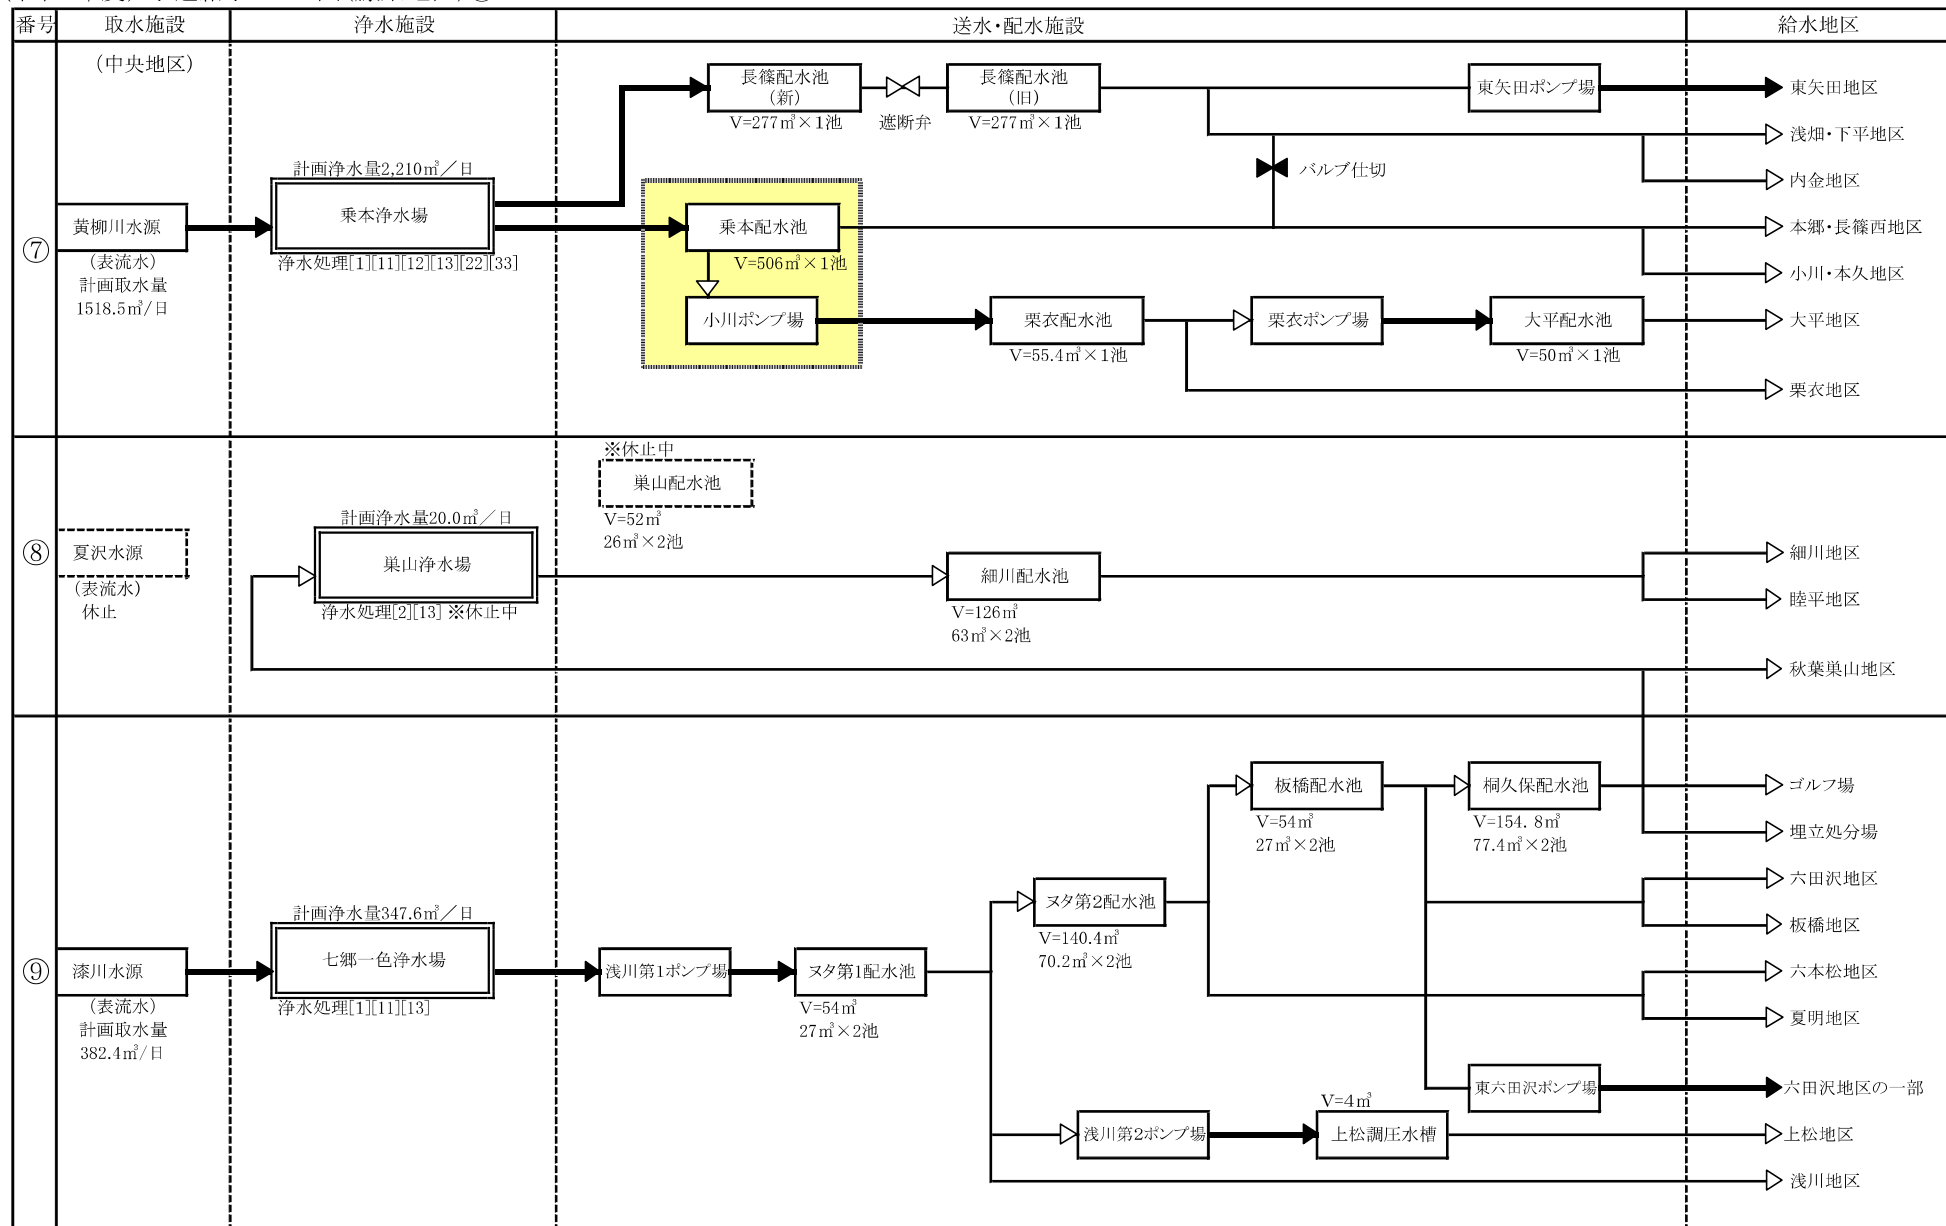 番号 取水施設 浄水施設 送水・配水施設 給水地区
(中央地区)
長篠配水池
(新)
V=277㎥×1池
遮断弁
長篠配水池
(旧)
V=277㎥×1池
東矢田ポンプ場
東矢田地区
浅畑・下平地区
バルブ仕切
内金地区
⑦
黄柳川水源
(表流水)
計画取水量
1518.5㎥/日
計画浄水量2,210㎥/日
乗本浄水場
浄水処理[1][11][12][13][22][33]
乗本配水池
V=506㎥×1池
本郷・長篠西地区
小川・本久地区
小川ポンプ場
栗衣配水池
V=55.4㎥×1池
栗衣ポンプ場
大平配水池
V=50㎥×1池
大平地区
栗衣地区
⑧
夏沢水源
(表流水)
休止
計画浄水量20.0㎥/日
巣山浄水場
浄水処理[2][13] ※休止中
※休止中
巣山配水池
V=52㎥
26㎥×2池
細川配水池
V=126㎥
63㎥×2池
細川地区
睦平地区
秋葉巣山地区
⑨
漆川水源
(表流水)
計画取水量
382.4㎥/日
計画浄水量347.6㎥/日
七郷一色浄水場
浄水処理[1][11][13]
浅川第1ポンプ場
ヌタ第1配水池
V=54㎥
27㎥×2池
ヌタ第2配水池
V=140.4㎥
70.2㎥×2池
板橋配水池
V=54㎥
27㎥×2池
桐久保配水池
V=154. 8㎥
77.4㎥×2池
ゴルフ場
埋立処分場
六田沢地区
板橋地区
六本松地区
夏明地区
東六田沢ポンプ場
六田沢地区の一部
浅川第2ポンプ場
V=4㎥
上松調圧水槽
上松地区
浅川地区